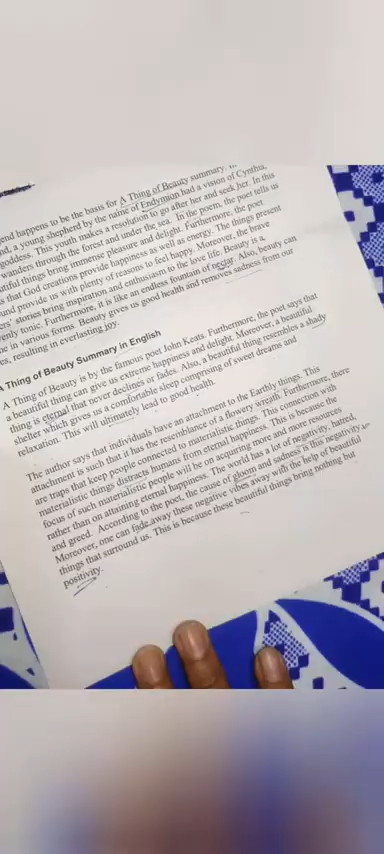 end happens to be the basis for A Thing of Beauty summary. In
a young shepherd by the name of Endymion had a vision of Cynthia,
goddess. This youth makes a resolution to go after her and seek her. In this
wanders through the forest and under the sea. In the poem, the poet tells us
s that God creations provide happiness as well as energy. The things present
und provide us with plenty of reasons to feel happy. Moreover, the brave
ers' stories bring inspiration and enthusiasm to the love life. Beauty is a
enly tonic. Furthermore, it is like an endless fountain of nectar. Also, beauty can
in various forms. Beauty gives us good health and removes sadness from our
es, resulting in everlasting joy.
A Thing of Beauty Summary in English
A Thing of Beauty is by the famous poet John Keats. Furthermore, the poet says that
a beautiful thing can give us extreme happiness and delight. Moreover, a beautiful
thing is eternal that never declines or fades. Also, a beautiful thing resembles a shady
shelter which gives us a comfortable sleep comprising of sweet dreams and
relaxation. This will ultimately lead to good health.
The author says that individuals have an attachment to the Earthly things. This
attachment is such that it has the resemblance of a flowery wreath. Furthermore, there
are traps that keep people connected to materialistic things. This connection with
materialistic things distracts humans from eternal happiness. This is because the
focus of such materialistic people will be on acquiring more and more resources
rather than on attaining eternal happiness. The world has a lot of negativity, hatred,
and greed. According to the poet, the cause of gloom and sadness is this negativity
Moreover, one can fade away these negative vibes away with the help of beautiful
things that surround us. This is because these beautiful things bring nothing but
positivity.